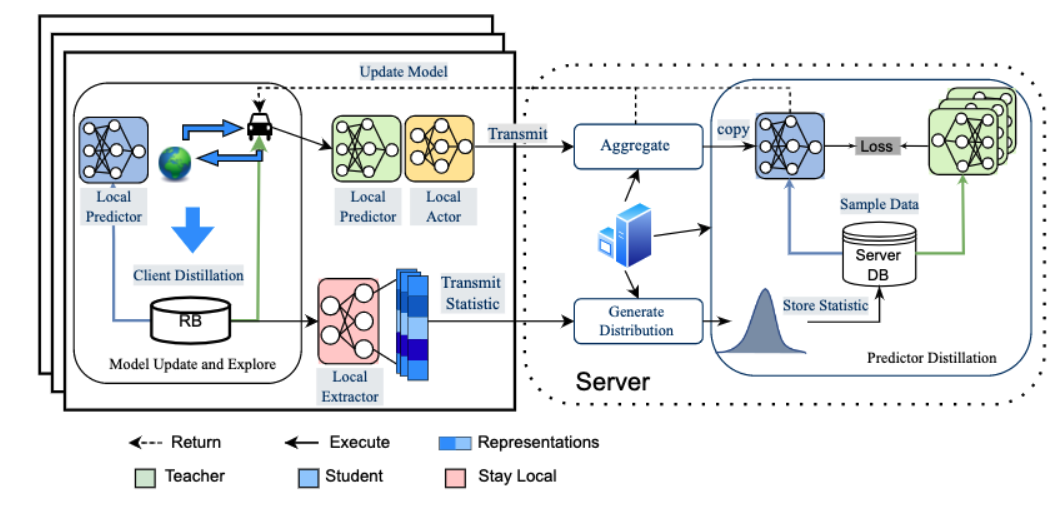 Update Model
Local
Predictor
Client Distillation
RB
Model Update and Explore
Local
Predictor
Local
Actor
Local
Extractor
Transmit
Transmit
Statistic
Aggregate
Generate
Distribution
Server
copy
Loss
Sample Data
Server
DB
Store Statistic
Predictor Distillation
Return
Execute
Representations
Teacher
Student
Stay Local